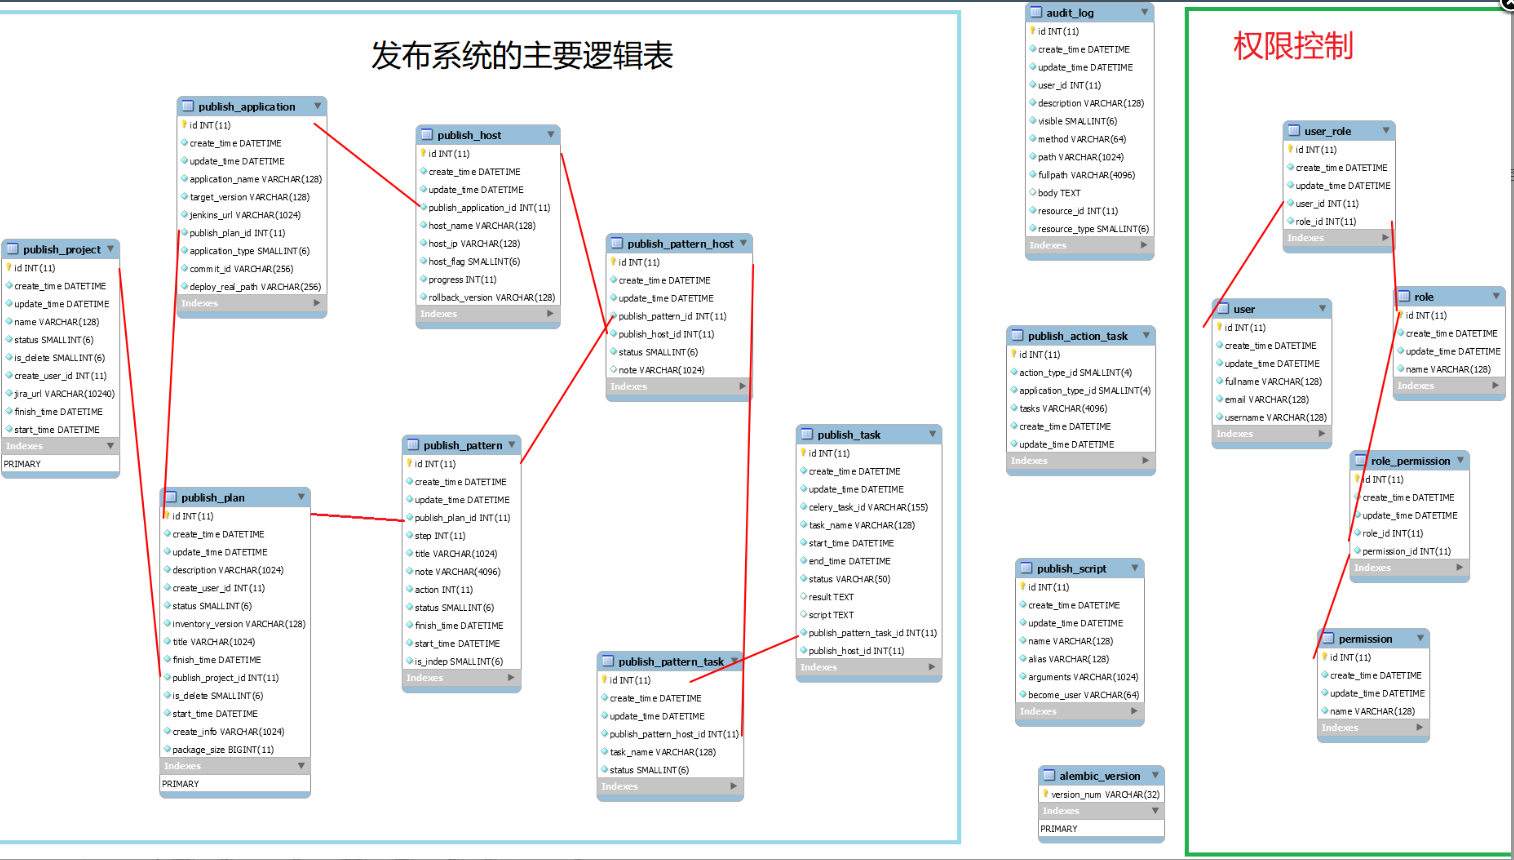 发布系统的主要逻辑表
publish_application
id INT(11)
create_time DATETIME
update_time DATETIME
application_name VARCHAR(128)
target_version VARCHAR(128)
jenkins_url VARCHAR(1024)
publish_plan_id INT(11)
application_type SMALLINT(6)
commit_id VARCHAR(256)
deploy_real_path VARCHAR(256)
Indexes
publish_host
id INT(11)
create_time DATETIME
update_time DATETIME
publish_application_id INT(11)
host_name VARCHAR(128)
host_ip VARCHAR(128)
host_flag SMALLINT(6)
progress INT(11)
rollback_version VARCHAR(128)
Indexes
publish_project
id INT(11)
create_time DATETIME
update_time DATETIME
name VARCHAR(128)
status SMALLINT(6)
is_delete SMALLINT(6)
create_user_id INT(11)
jira_url VARCHAR(10240)
finish_time DATETIME
start_time DATETIME
Indexes
PRIMARY
publish_pattern_host
id INT(11)
create_time DATETIME
update_time DATETIME
publish_pattern_id INT(11)
publish_host_id INT(11)
status SMALLINT(6)
note VARCHAR(1024)
Indexes
publish_plan
id INT(11)
create_time DATETIME
update_time DATETIME
description VARCHAR(1024)
create_user_id INT(11)
status SMALLINT(6)
inventory_version VARCHAR(128)
title VARCHAR(1024)
finish_time DATETIME
publish_project_id INT(11)
is_delete SMALLINT(6)
start_time DATETIME
create_info VARCHAR(1024)
package_size BIGINT(11)
Indexes
PRIMARY
publish_pattern
id INT(11)
create_time DATETIME
update_time DATETIME
publish_plan_id INT(11)
step INT(11)
title VARCHAR(1024)
note VARCHAR(4096)
action INT(11)
status SMALLINT(6)
finish_time DATETIME
start_time DATETIME
is_indep SMALLINT(6)
Indexes
publish_task
id INT(11)
create_time DATETIME
update_time DATETIME
celery_task_id VARCHAR(155)
task_name VARCHAR(128)
start_time DATETIME
end_time DATETIME
status VARCHAR(50)
result TEXT
script TEXT
publish_pattern_task_id INT(11)
publish_host_id INT(11)
Indexes
publish_pattern_task
id INT(11)
create_time DATETIME
update_time DATETIME
publish_pattern_host_id INT(11)
task_name VARCHAR(128)
status SMALLINT(6)
Indexes
audit_log
id INT(11)
create_time DATETIME
update_time DATETIME
user_id INT(11)
description VARCHAR(128)
visible SMALLINT(6)
method VARCHAR(64)
path VARCHAR(1024)
fullpath VARCHAR(4096)
body TEXT
resource_id INT(11)
resource_type SMALLINT(6)
Indexes
publish_action_task
id INT(11)
action_type_id SMALLINT(4)
application_type_id SMALLINT(4)
tasks VARCHAR(4096)
create_time DATETIME
update_time DATETIME
Indexes
publish_script
id INT(11)
create_time DATETIME
update_time DATETIME
name VARCHAR(128)
alias VARCHAR(128)
arguments VARCHAR(1024)
become_user VARCHAR(64)
Indexes
alembic_version
version_num VARCHAR(32)
Indexes
PRIMARY
权限控制
user_role
id INT(11)
create_time DATETIME
update_time DATETIME
user_id INT(11)
role_id INT(11)
Indexes
user
id INT(11)
create_time DATETIME
update_time DATETIME
fullname VARCHAR(128)
email VARCHAR(128)
username VARCHAR(128)
Indexes
role
id INT(11)
create_time DATETIME
update_time DATETIME
name VARCHAR(128)
Indexes
role_permission
id INT(11)
create_time DATETIME
update_time DATETIME
role_id INT(11)
permission_id INT(11)
Indexes
permission
id INT(11)
create_time DATETIME
update_time DATETIME
name VARCHAR(128)
Indexes